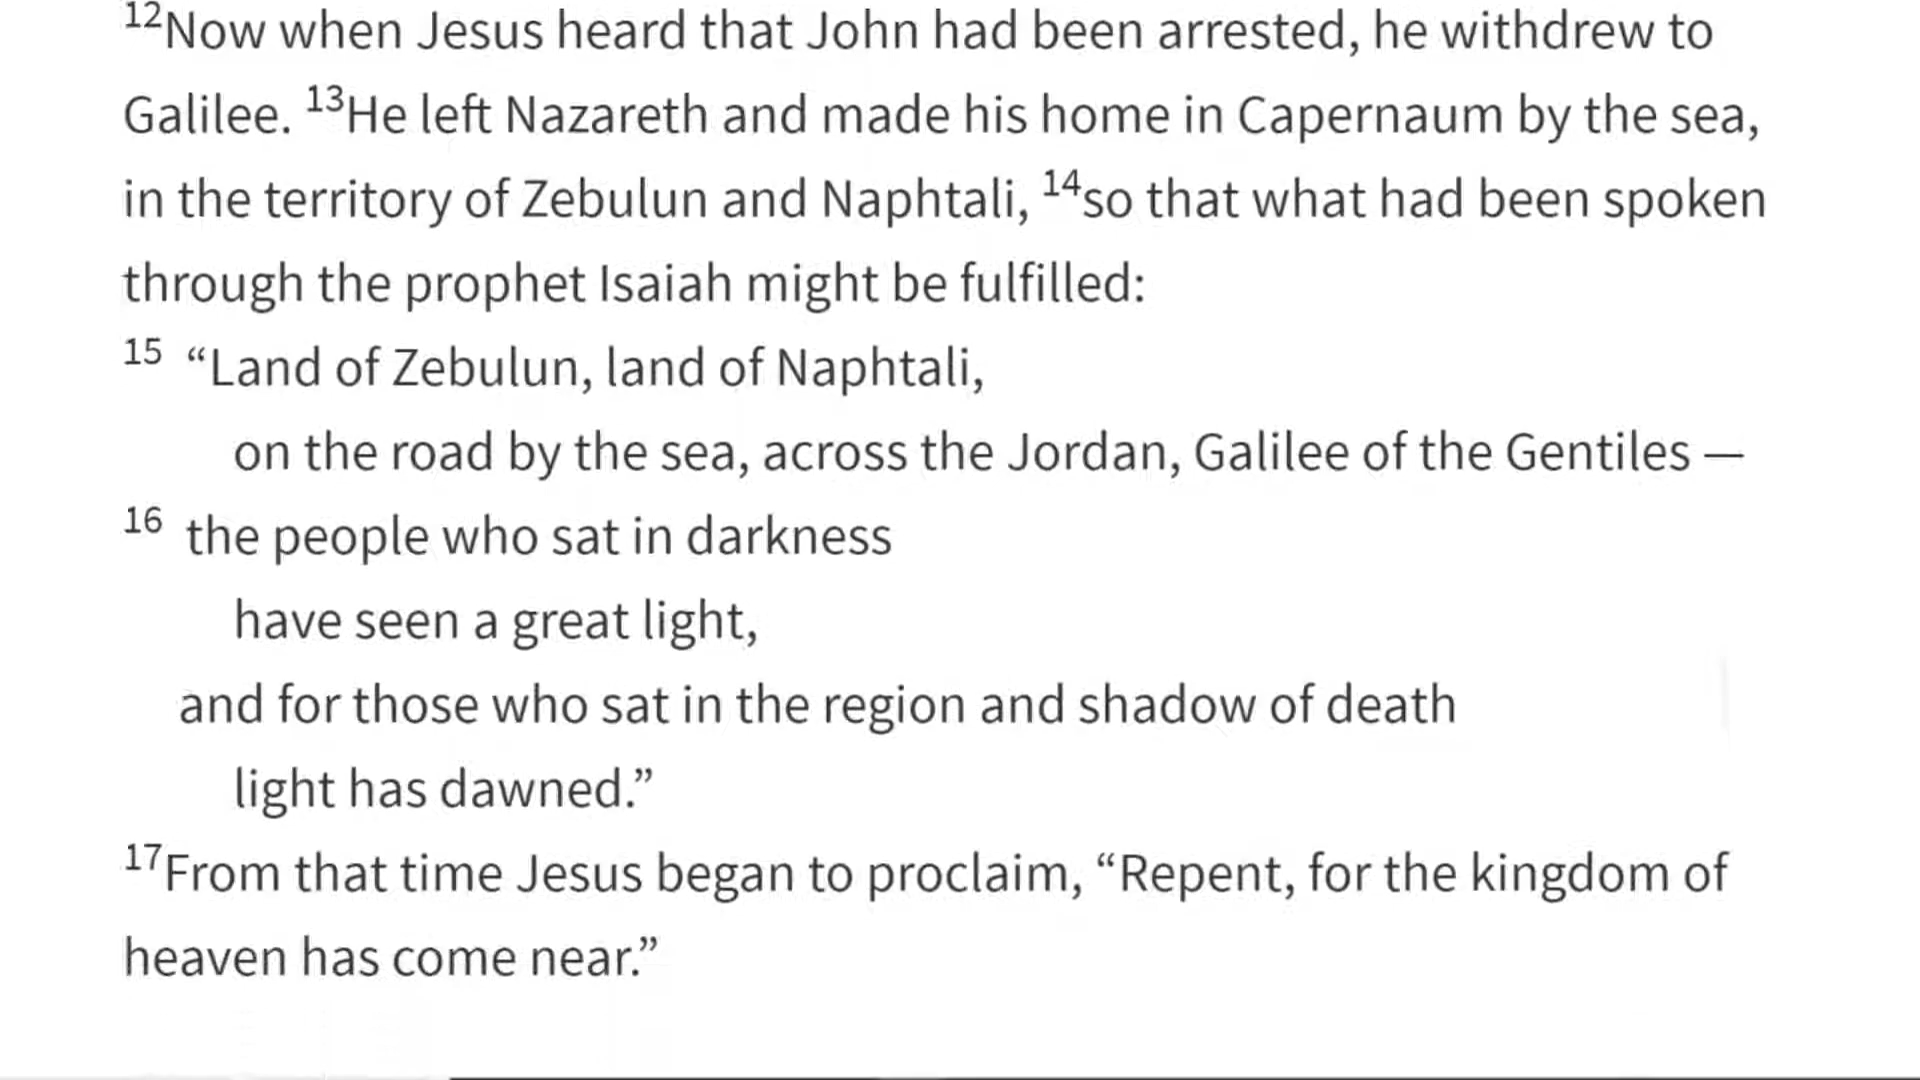 12Now when Jesus heard that John had been arrested, he withdrew to
Galilee. 13He left Nazareth and made his home in Capernaum by the sea,
in the territory of Zebulun and Naphtali, 14so that what had been spoken
through the prophet Isaiah might be fulfilled:
15 “Land of Zebulun, land of Naphtali,
on the road by the sea, across the Jordan, Galilee of the Gentiles —
16 the people who sat in darkness
have seen a great light,
and for those who sat in the region and shadow of death
light has dawned.”
17From that time Jesus began to proclaim, “Repent, for the kingdom of
heaven has come near.”